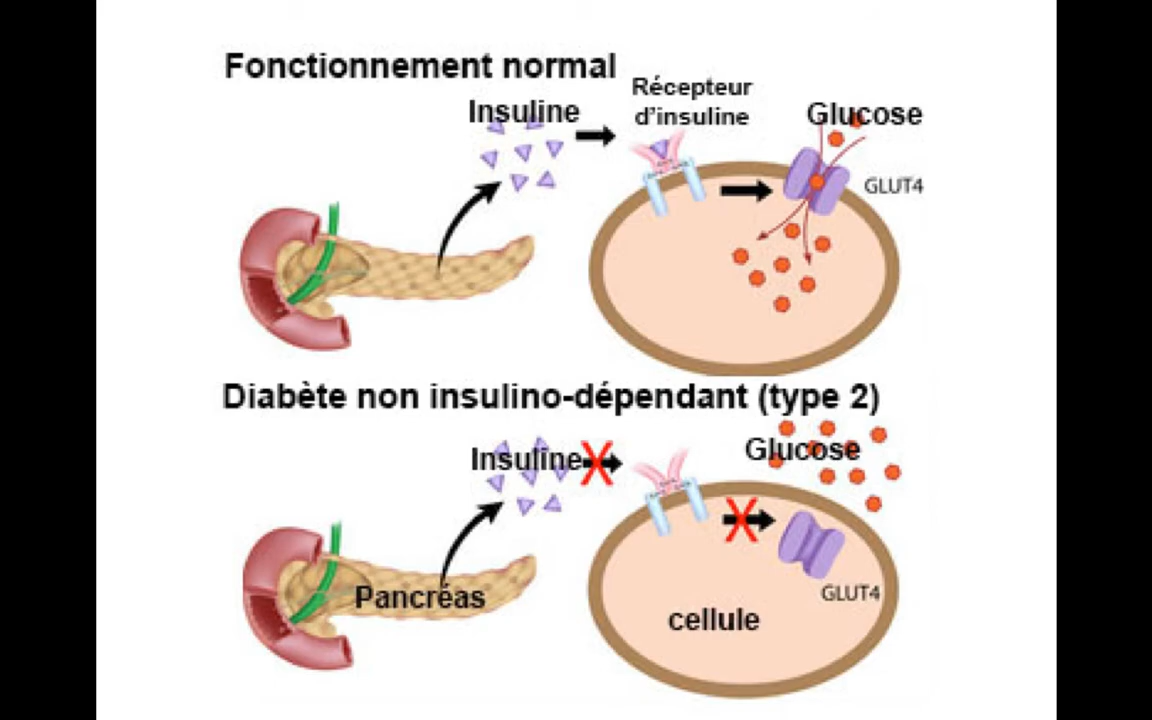 Fonctionnement normal
Insuline
Récepteur
d'insuline
Glucose
GLUT4
Diabète non insulino-dépendant (type 2)
Insuline
Glucose
Pancréas
GLUT4
cellule